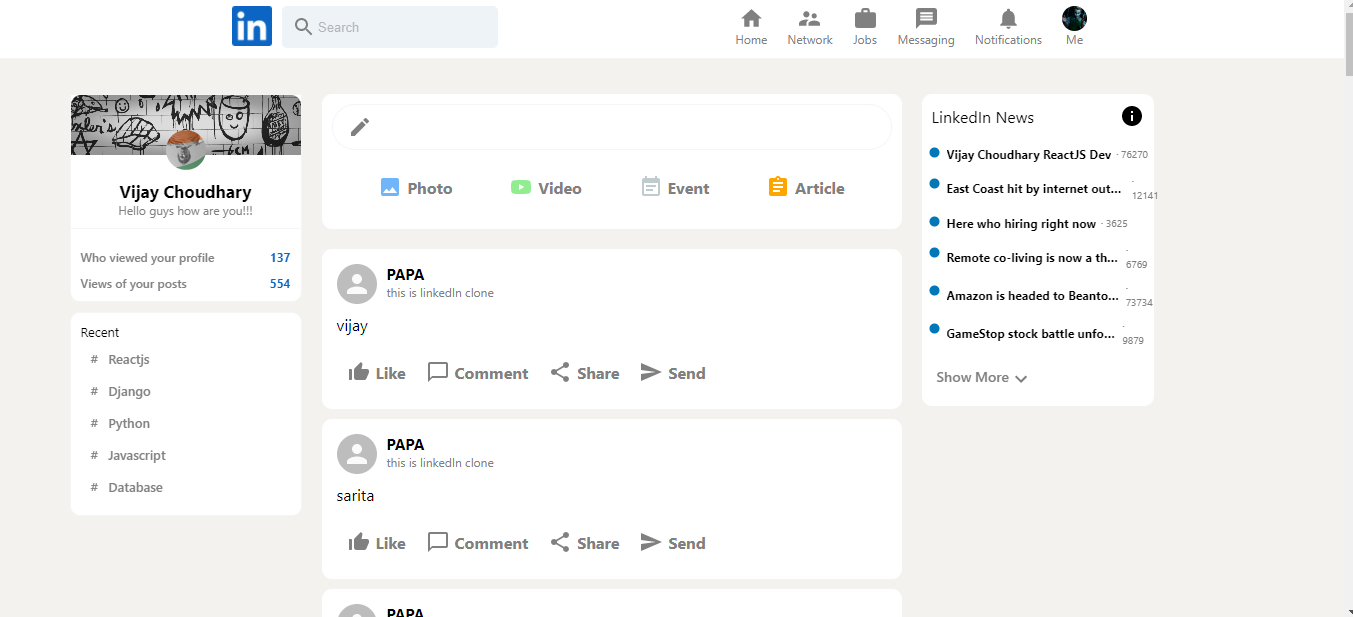 in
Search
Home
Network
Jobs
Messaging
Notifications
Me
Vijay Choudhary
Hello guys how are you!!!
Who viewed your profile 137
Views of your posts 554
Recent
# Reactjs
# Django
# Python
# Javascript
# Database
Photo
Video
Event
Article
PAPA
this is linkedIn clone
vijay
Like
Comment
Share
Send
PAPA
this is linkedIn clone
sarita
Like
Comment
Share
Send
PAPA
LinkedIn News
Vijay Choudhary ReactJS Dev · 76270
East Coast hit by internet out... · 12141
Here who hiring right now · 3625
Remote co-living is now a th... · 6769
Amazon is headed to Beanto... · 73734
GameStop stock battle unfo... · 9879
Show More